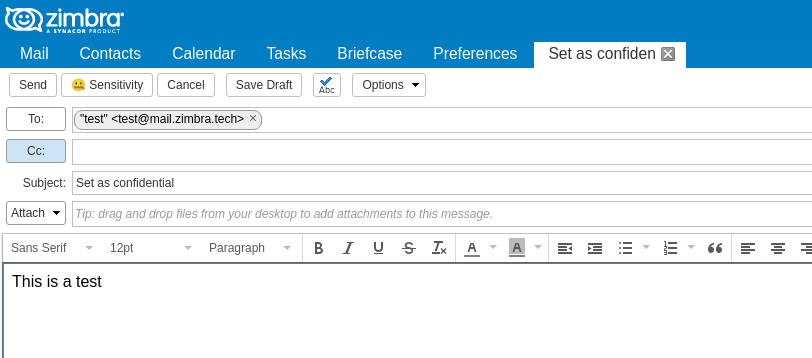 zimbra®
A SYNACOR PRODUCT
Mail Contacts Calendar Tasks Briefcase Preferences Set as confiden
Send Sensitivity Cancel Save Draft Abc Options
To: "test" <test@mail.zimbra.tech> ×
Cc:
Subject: Set as confidential
Attach Tip: drag and drop files from your desktop to add attachments to this message.
Sans Serif 12pt Paragraph B I U S Tx A A
This is a test